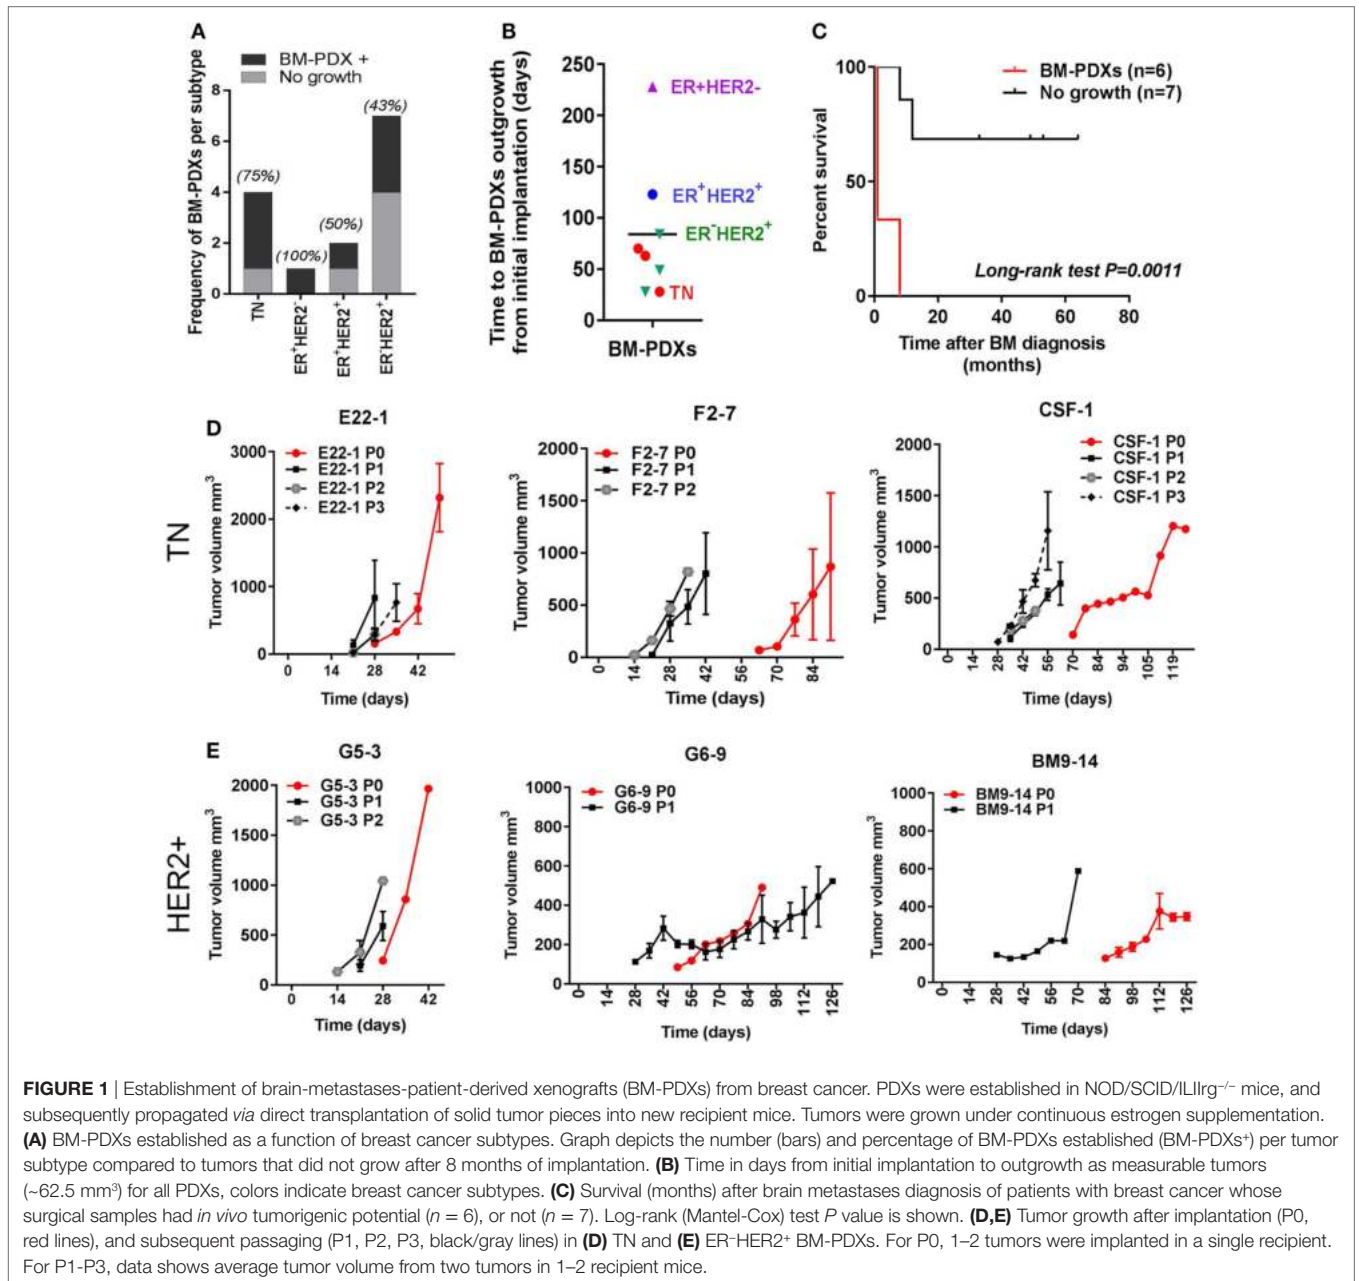 A
Frequency of BM-PDXs per subtype
BM-PDX +
No growth
8
6
4
2
0
(75%)
(100%)
(50%)
(43%)
TN
ER⁺HER2⁻
ER⁺HER2⁺
ER⁻HER2⁺
B
Time to BM-PDXs outgrowth
from initial implantation (days)
250
200
150
100
50
0
ER+HER2-
ER⁺HER2⁺
ER⁻HER2⁺
TN
BM-PDXs
C
Percent survival
100
50
0
BM-PDXs (n=6)
No growth (n=7)
Long-rank test P=0.0011
0 20 40 60 80
Time after BM diagnosis
(months)
D
TN
E22-1
Tumor volume mm³
3000
2000
1000
0
E22-1 P0
E22-1 P1
E22-1 P2
E22-1 P3
0 14 28 42
Time (days)
F2-7
Tumor volume mm³
2000
1500
1000
500
0
F2-7 P0
F2-7 P1
F2-7 P2
0 14 28 42 56 70 84
Time (days)
CSF-1
Tumor volume mm³
2000
1500
1000
500
0
CSF-1 P0
CSF-1 P1
CSF-1 P2
CSF-1 P3
0 14 28 42 56 70 84 94 105 119
Time (days)
E
HER2+
G5-3
Tumor volume mm³
2000
1500
1000
500
0
G5-3 P0
G5-3 P1
G5-3 P2
0 14 28 42
Time (days)
G6-9
Tumor volume mm³
1000
800
600
400
200
0
G6-9 P0
G6-9 P1
0 14 28 42 56 70 84 98 112 126
Time (days)
BM9-14
Tumor volume mm³
1000
800
600
400
200
0
BM9-14 P0
BM9-14 P1
0 14 28 42 56 70 84 98 112 126
Time (days)
FIGURE 1 | Establishment of brain-metastases-patient-derived xenografts (BM-PDXs) from breast cancer. PDXs were established in NOD/SCID/ILIIrg⁻/⁻ mice, and
subsequently propagated via direct transplantation of solid tumor pieces into new recipient mice. Tumors were grown under continuous estrogen supplementation.
(A) BM-PDXs established as a function of breast cancer subtypes. Graph depicts the number (bars) and percentage of BM-PDXs established (BM-PDXs⁺) per tumor
subtype compared to tumors that did not grow after 8 months of implantation. (B) Time in days from initial implantation to outgrowth as measurable tumors
(~62.5 mm³) for all PDXs, colors indicate breast cancer subtypes. (C) Survival (months) after brain metastases diagnosis of patients with breast cancer whose
surgical samples had in vivo tumorigenic potential (n = 6), or not (n = 7). Log-rank (Mantel-Cox) test P value is shown. (D,E) Tumor growth after implantation (P0,
red lines), and subsequent passaging (P1, P2, P3, black/gray lines) in (D) TN and (E) ER⁻HER2⁺ BM-PDXs. For P0, 1–2 tumors were implanted in a single recipient.
For P1-P3, data shows average tumor volume from two tumors in 1–2 recipient mice.